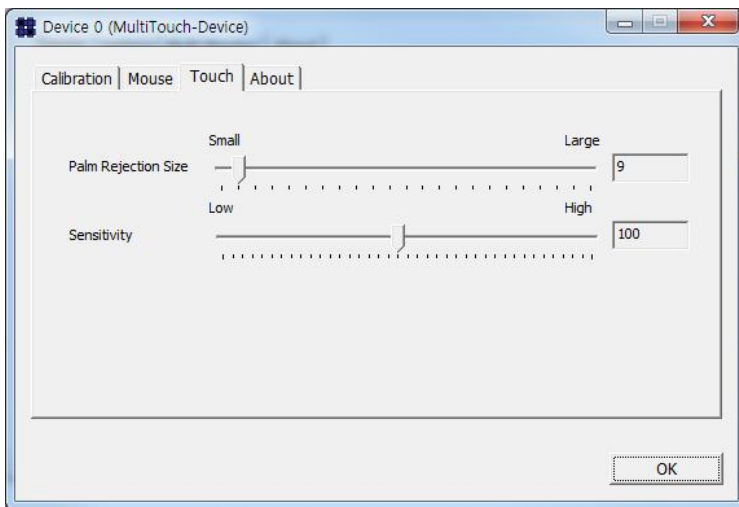 Device 0 (MultiTouch-Device)
Calibration Mouse Touch About
Small Large
Palm Rejection Size 9
Low High
Sensitivity 100
OK